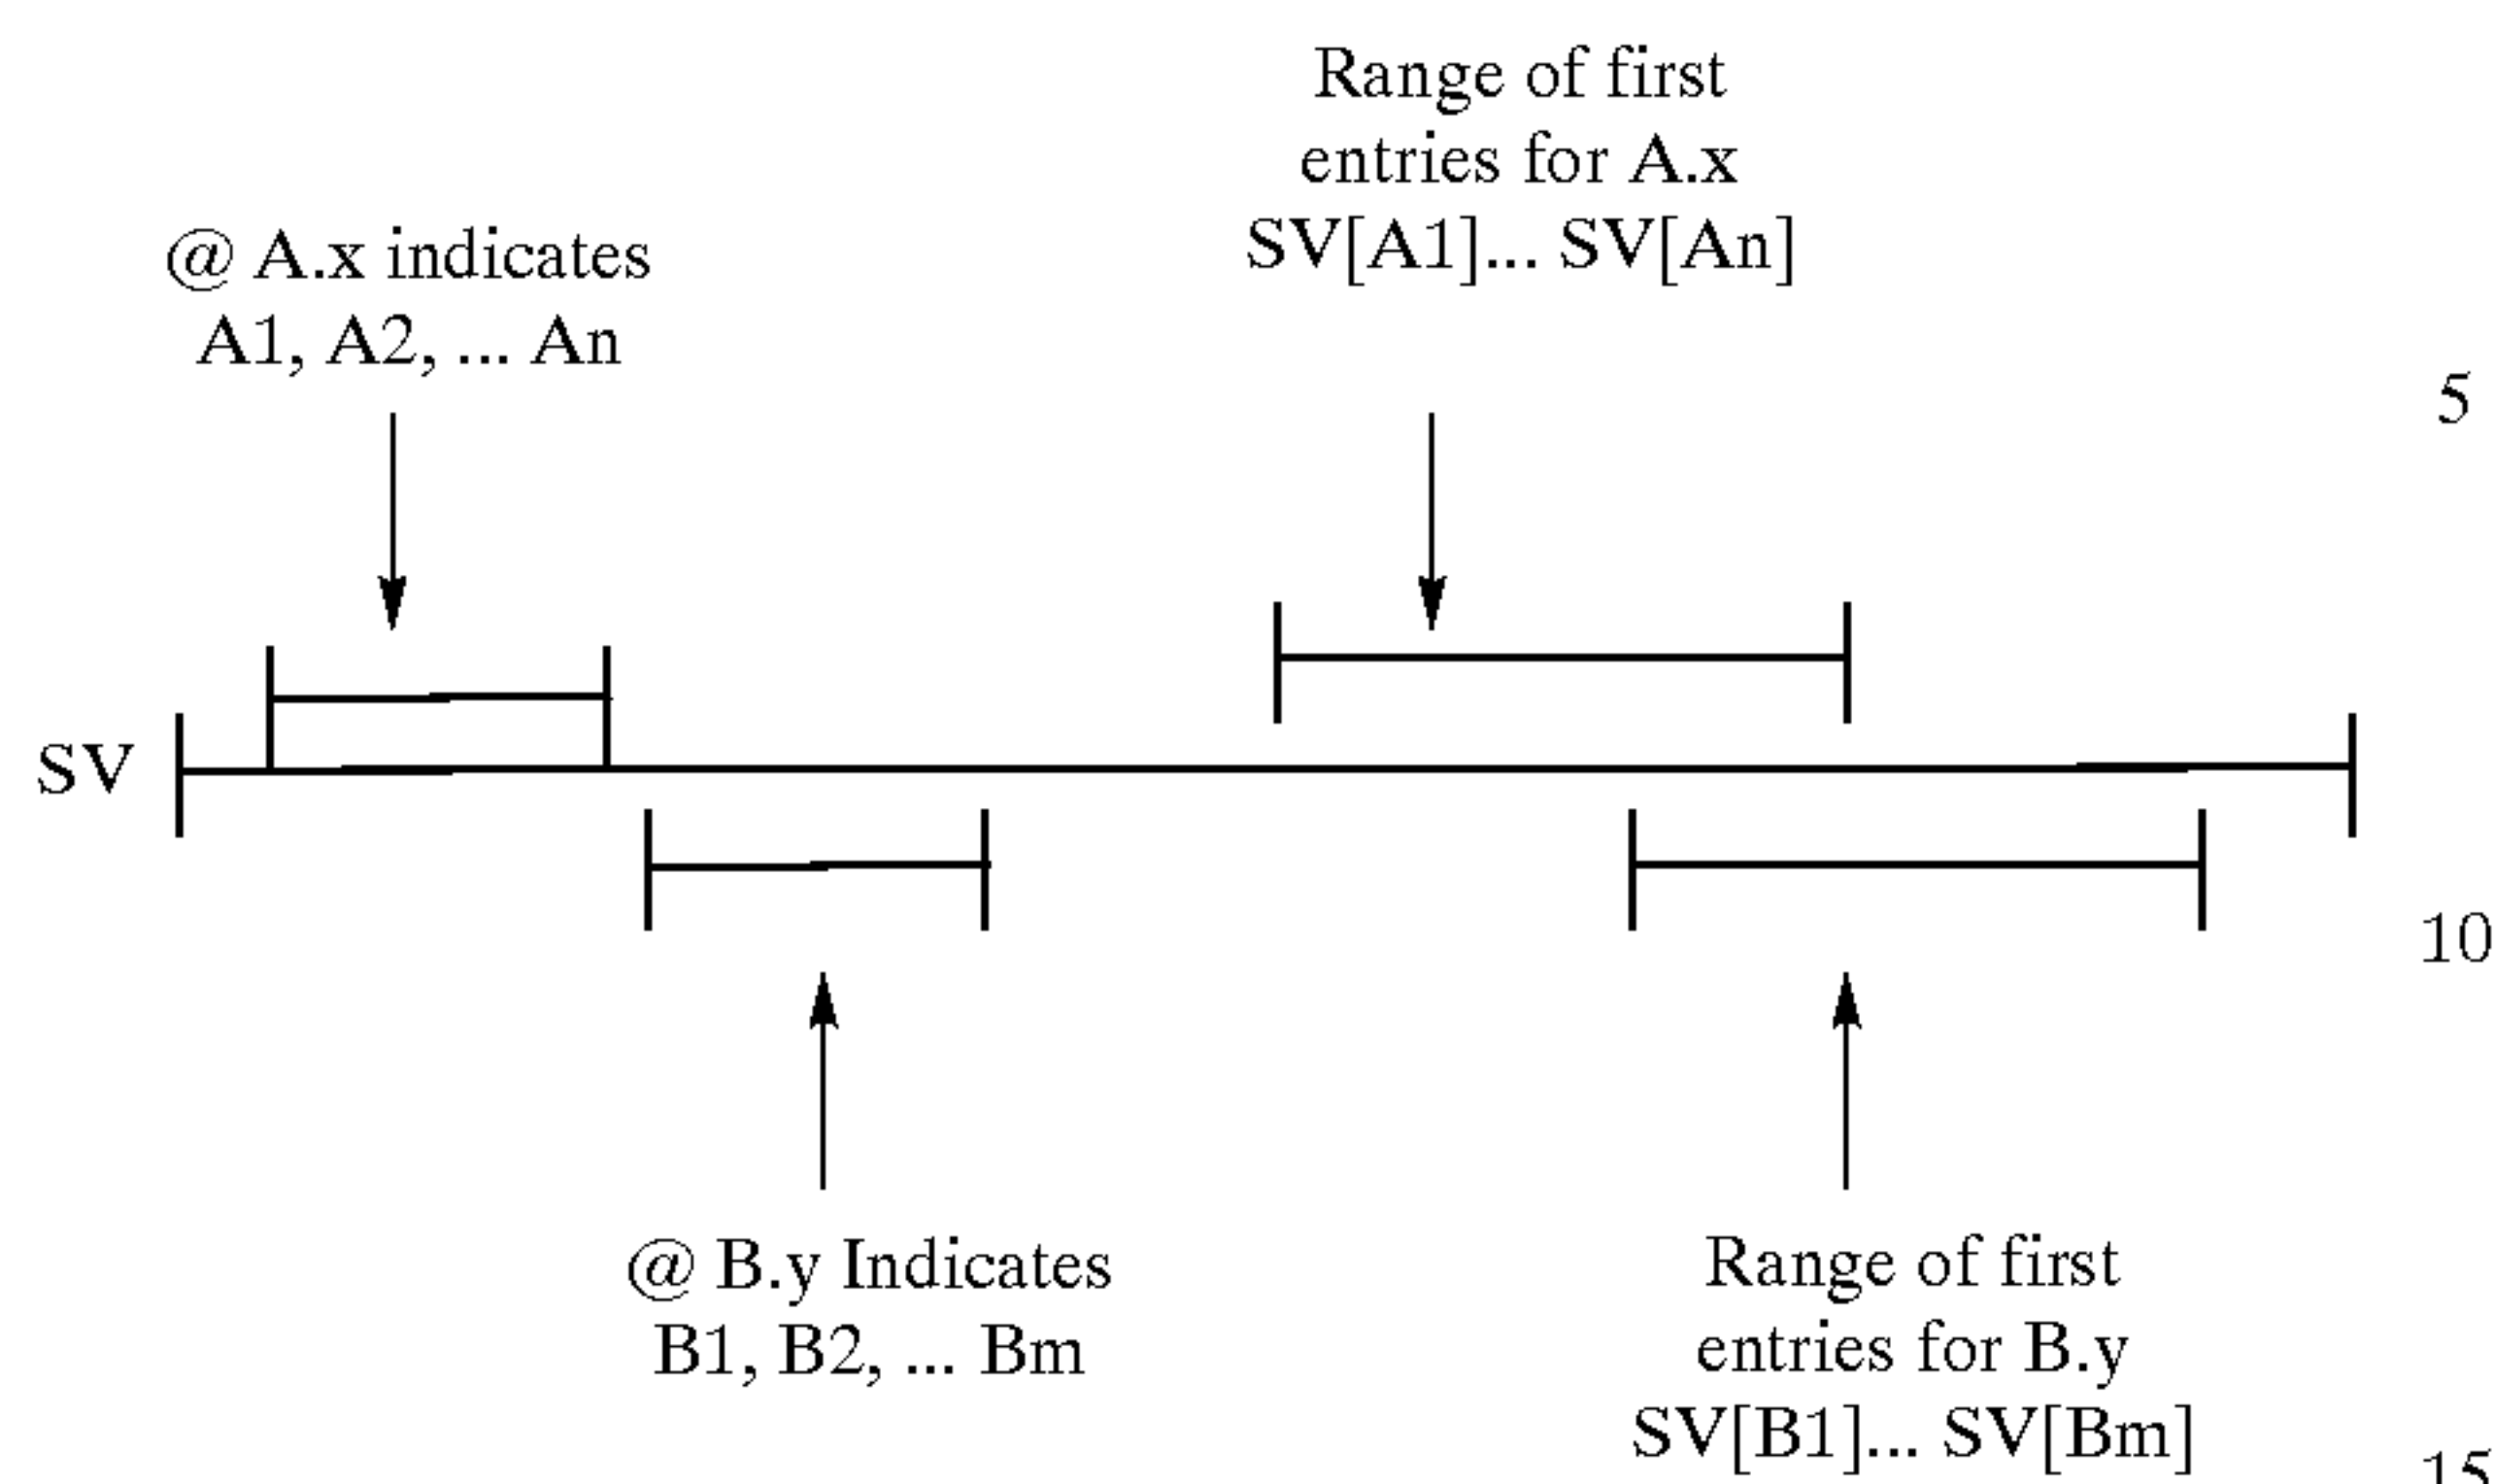 Range of first
entries for A.x
SV[A1]... SV[An]
@ A.x indicates
A1, A2, ... An
5
SV
10
@ B.y Indicates
B1, B2, ... Bm
Range of first
entries for B.y
SV[B1]... SV[Bm]
15